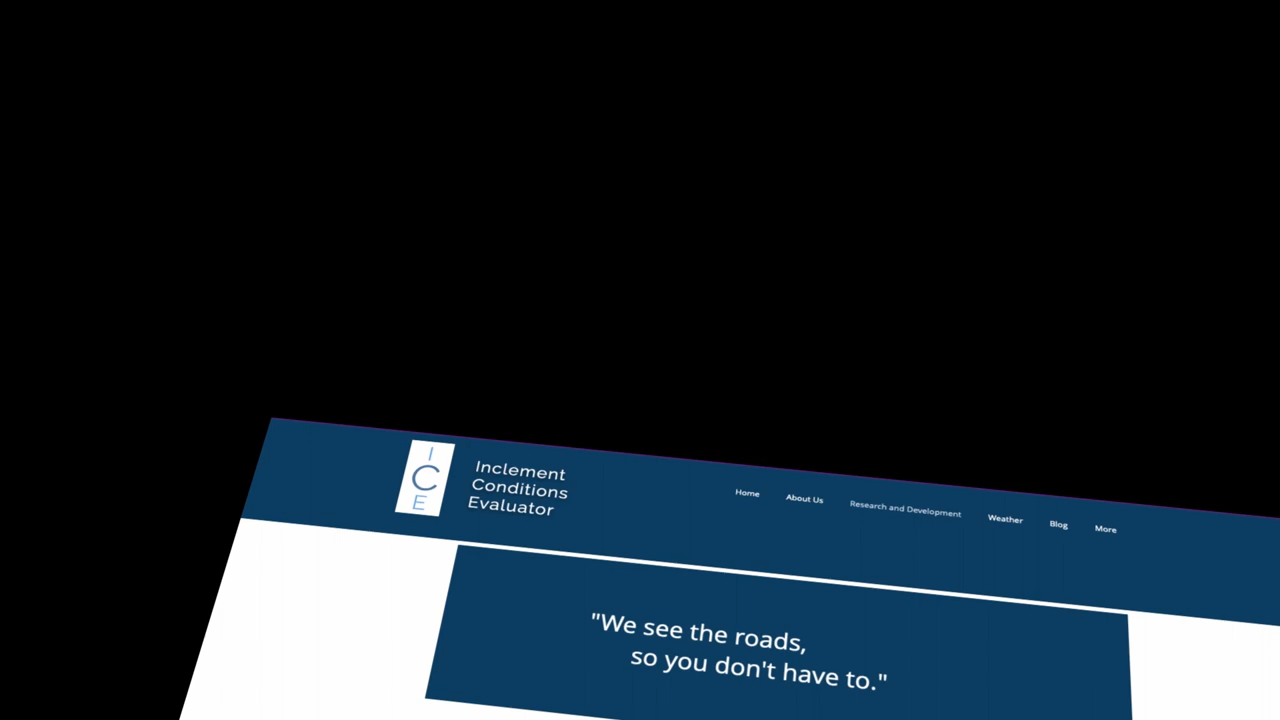 I
C
E
Inclement
Conditions
Evaluator
Home About Us Research and Development Weather Blog More
"We see the roads,
so you don't have to."